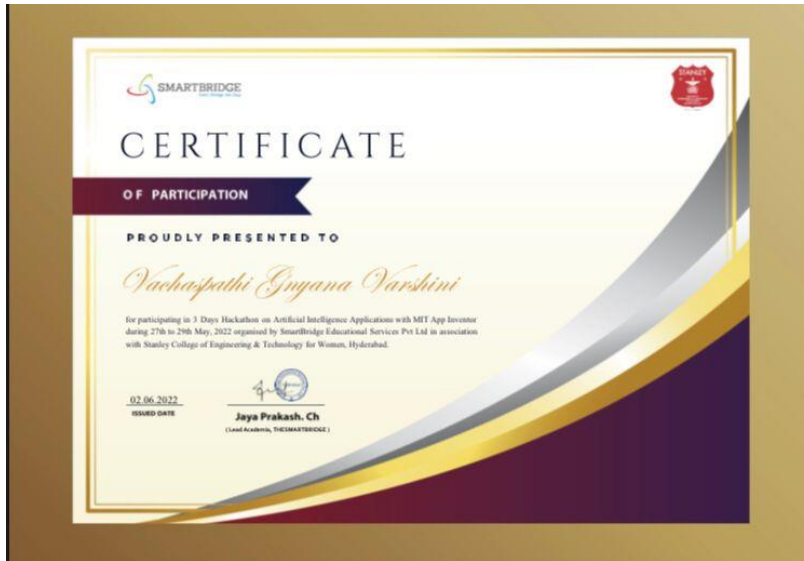 SMARTBRIDGE
STANLEY
CERTIFICATE
OF PARTICIPATION
PROUDLY PRESENTED TO
Vachaspathi Gnyana Varshini
for participating in 3 Days Hackathon on Artificial Intelligence Applications with MIT App Inventor
during 27th to 29th May, 2022 organised by SmartBridge Educational Services Pvt Ltd in association
with Stanley College of Engineering & Technology for Women, Hyderabad.
02.06.2022
ISSUED DATE
Jaya Prakash. Ch
( Lead Academia, THESMARTBRIDGE )